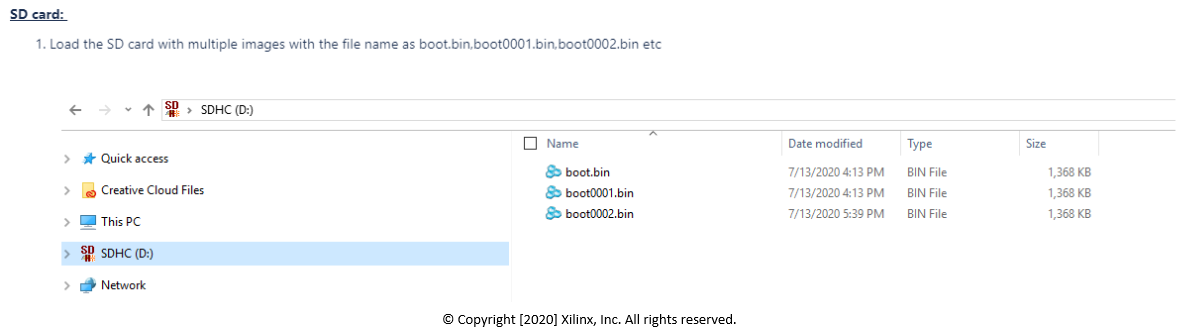 SD card:
1. Load the SD card with multiple images with the file name as boot.bin,boot0001.bin,boot0002.bin etc
SD SDHC (D:)
Name Date modified Type Size
Quick access
boot.bin 7/13/2020 4:13 PM BIN File 1,368 KB
Creative Cloud Files
boot0001.bin 7/13/2020 4:13 PM BIN File 1,368 KB
This PC
boot0002.bin 7/13/2020 5:39 PM BIN File 1,368 KB
SD SDHC (D:)
Network
© Copyright [2020] Xilinx, Inc. All rights reserved.